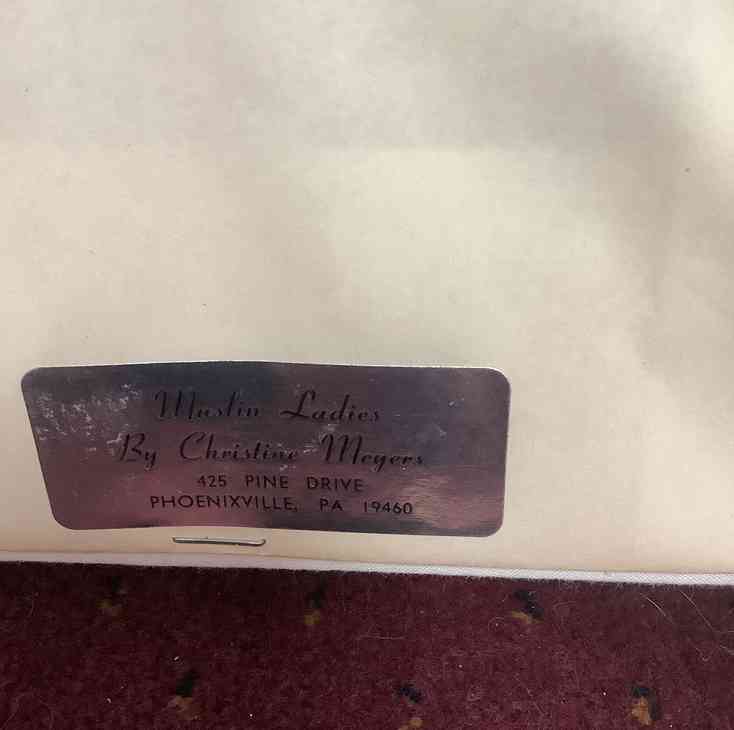 Muslin Ladies
By Christine Meyers
425 PINE DRIVE
PHOENIXVILLE, PA 19460